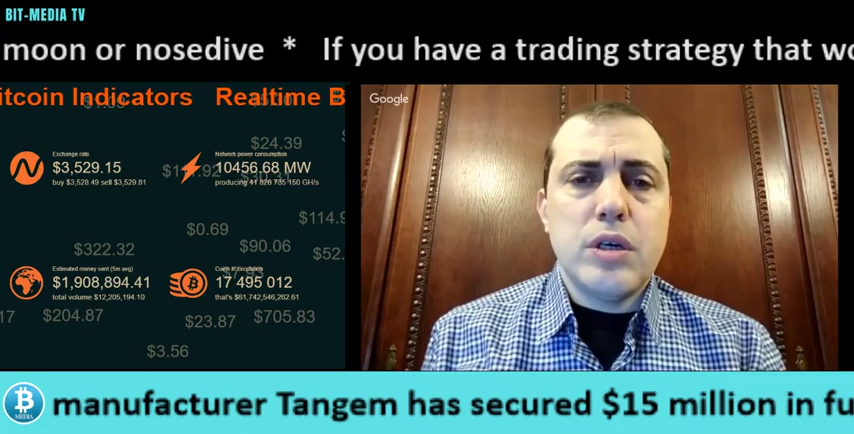 BIT-MEDIA TV
moon or nosedive * If you have a trading strategy that wo
itcoin Indicators Realtime B
Google
$24.39
Exchange rate
$3,529.15
buy $3,528.49 sell $3,529.81
Network power consumption
10456.68 MW
$114.9
$0.69
$322.32
$90.06
$52.
Estimated money sent (5m avg)
$1,908,894.41
total volume $12,205,194.10
Coins in circulation
17 495 012
that's $61,742,546,262.61
17
$204.87
$23.87
$705.83
$3.56
MEDIA
manufacturer Tangem has secured $15 million in fu